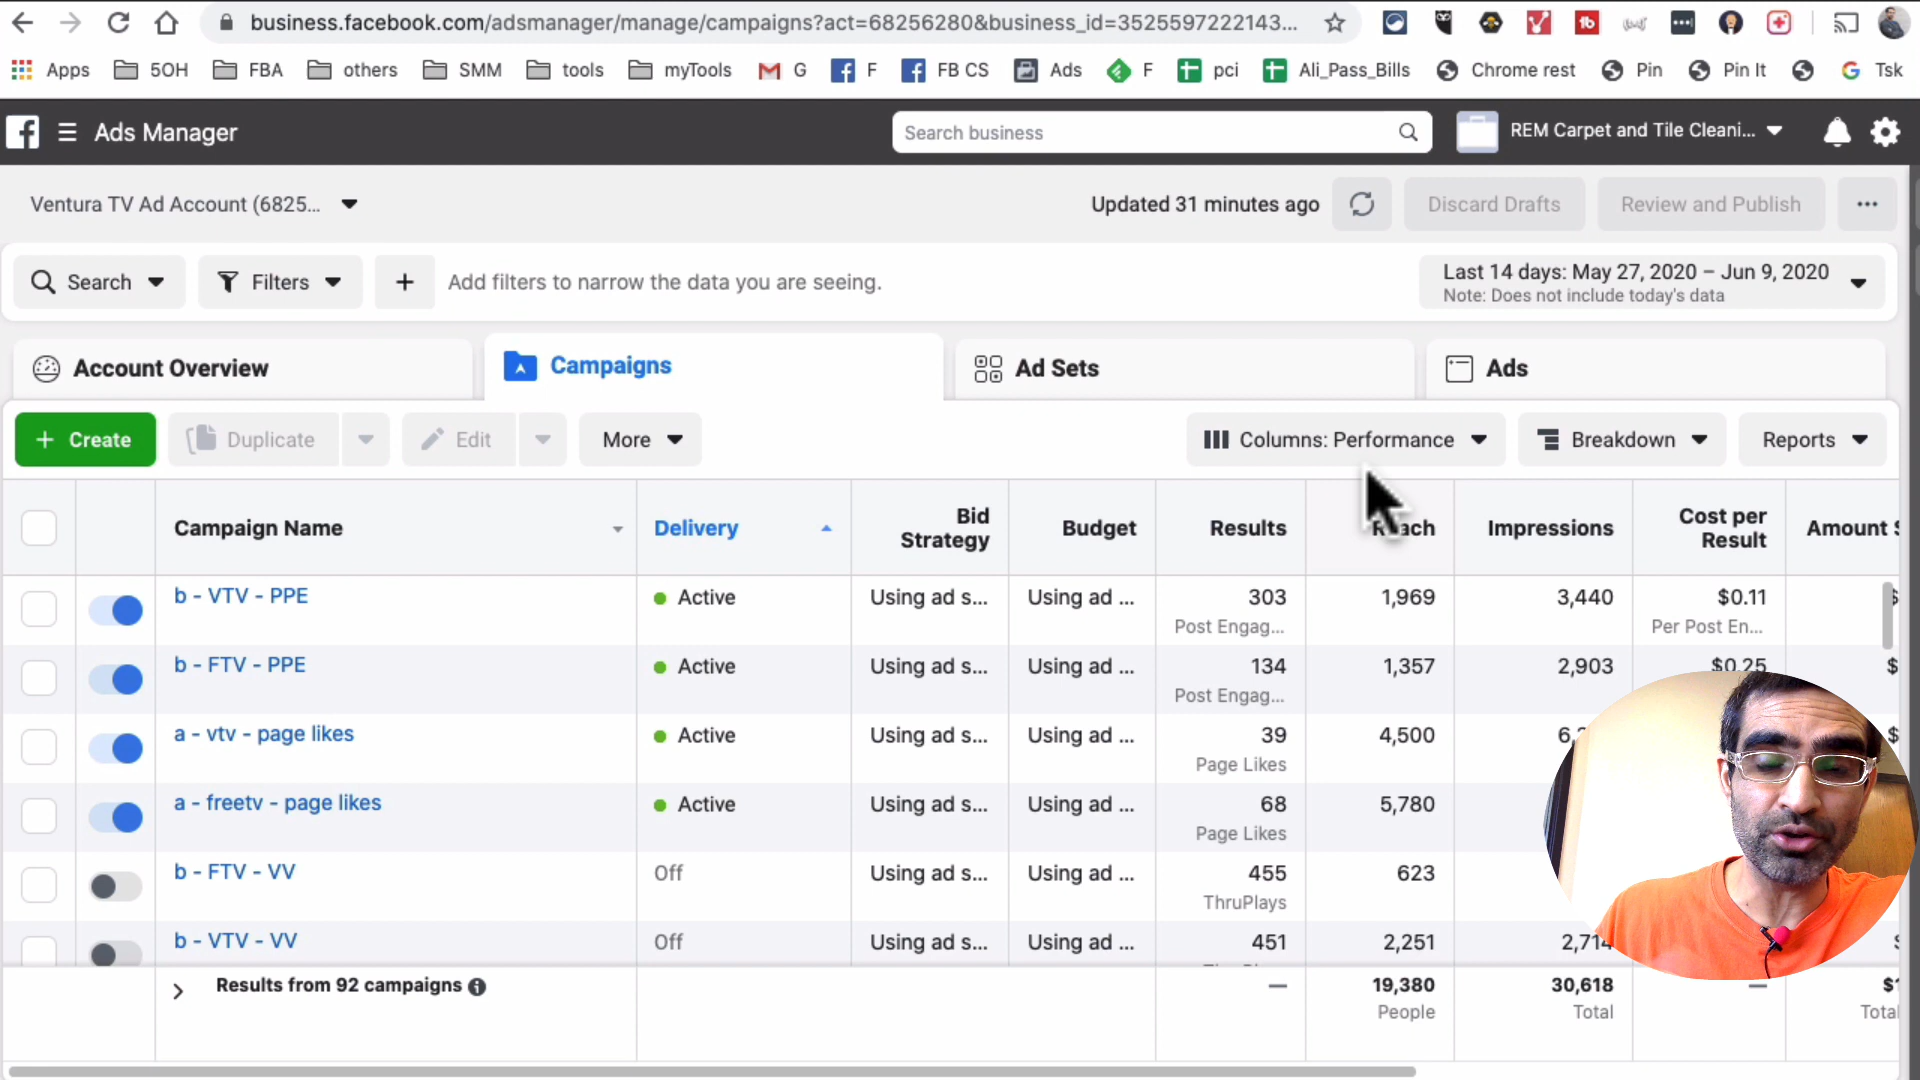 business.facebook.com/adsmanager/manage/campaigns?act=68256280&business_id=3525597222143...
Apps 5OH FBA others SMM tools myTools G F FB CS Ads F pci Ali_Pass_Bills Chrome rest Pin Pin It Tsk
Ads Manager
Search business
REM Carpet and Tile Cleani...
Ventura TV Ad Account (6825...
Updated 31 minutes ago
Discard Drafts
Review and Publish
Search
Filters
Add filters to narrow the data you are seeing.
Last 14 days: May 27, 2020 – Jun 9, 2020
Note: Does not include today's data
Account Overview
Campaigns
Ad Sets
Ads
+ Create
Duplicate
Edit
More
Columns: Performance
Breakdown
Reports
Campaign Name
Delivery
Bid Strategy
Budget
Results
Impressions
Cost per Result
Amount
b - VTV - PPE Active Using ad s... Using ad ... 303 1,969 3,440 $0.11
Post Engag... Per Post En...
b - FTV - PPE Active Using ad s... Using ad ... 134 1,357 2,903 $0.25
Post Engag...
a - vtv - page likes Active Using ad s... Using ad ... 39 4,500
Page Likes
a - freetv - page likes Active Using ad s... Using ad ... 68 5,780
Page Likes
b - FTV - VV Off Using ad s... Using ad ... 455 623
ThruPlays
b - VTV - VV Off Using ad s... Using ad ... 451 2,251 2,714
Results from 92 campaigns — 19,380 30,618 —
People Total Total